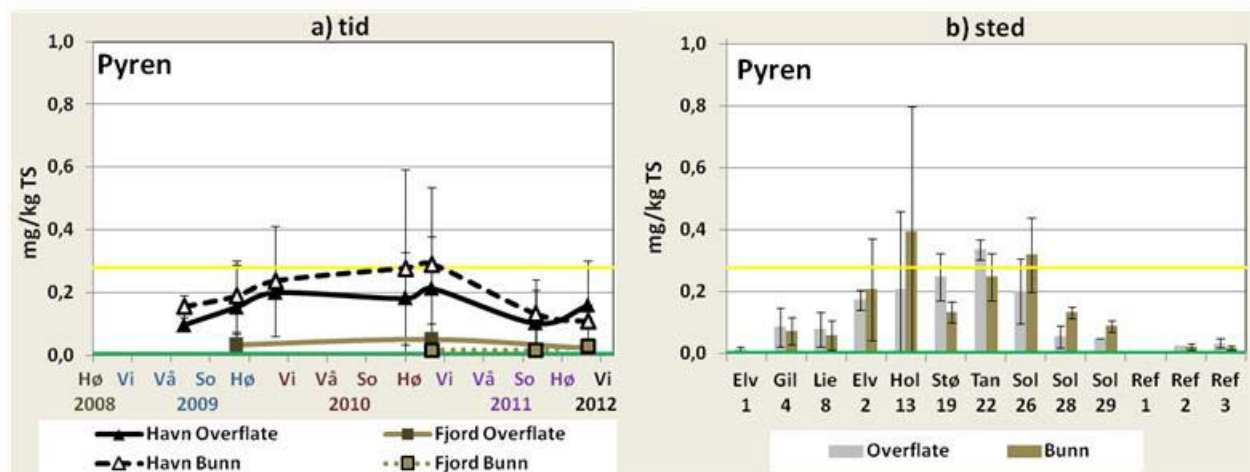 a) tid
Pyren
mg/kg TS
1,0
0,8
0,6
0,4
0,2
0,0
Hø Vi Vå So Hø Vi Vå So Hø Vi Vå So Hø Vi
2008 2009 2010 2011 2012
Havn Overflate Fjord Overflate
Havn Bunn Fjord Bunn
b) sted
Pyren
mg/kg TS
1,0
0,8
0,6
0,4
0,2
0,0
Elv Gil Lie Elv Hol Stø Tan Sol Sol Sol Ref Ref Ref
1 4 8 2 13 19 22 26 28 29 1 2 3
Overflate Bunn